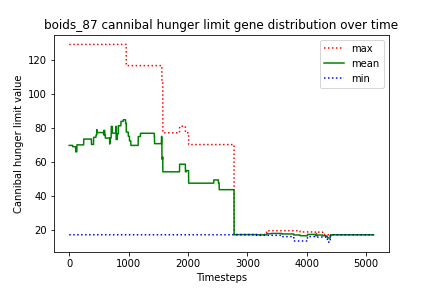 boids_87 cannibal hunger limit gene distribution over time
Cannibal hunger limit value
120
100
80
60
40
20
max
mean
min
0
1000
2000
3000
4000
5000
Timesteps